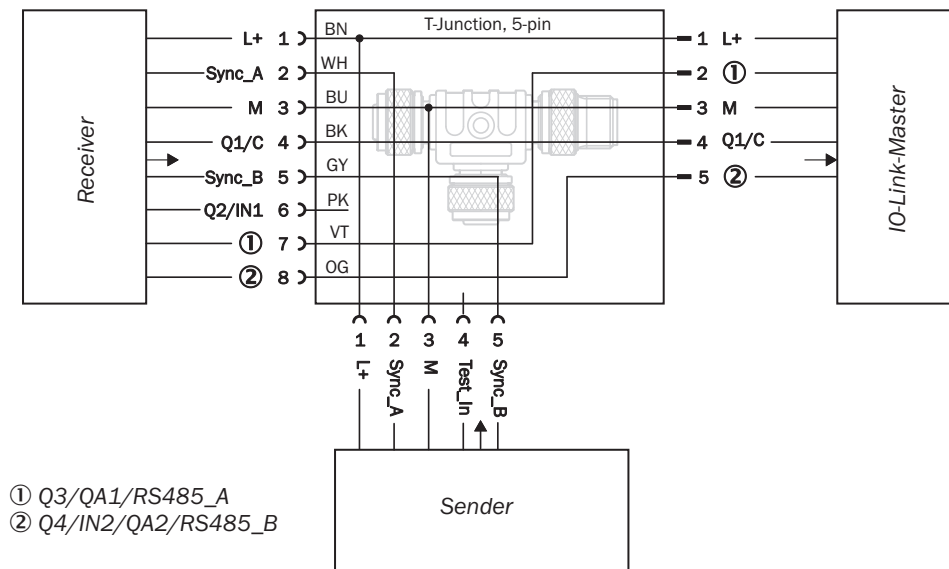 T-Junction, 5-pin
Receiver
L+ 1 BN
Sync_A 2 WH
M 3 BU
Q1/C 4 BK
Sync_B 5 GY
Q2/IN1 6 PK
① 7 VT
② 8 OG
1 L+
2 ①
3 M
4 Q1/C
5 ②
IO-Link-Master
1 L+
2 Sync_A
3 M
4 Test_In
5 Sync_B
Sender
① Q3/QA1/RS485_A
② Q4/IN2/QA2/RS485_B